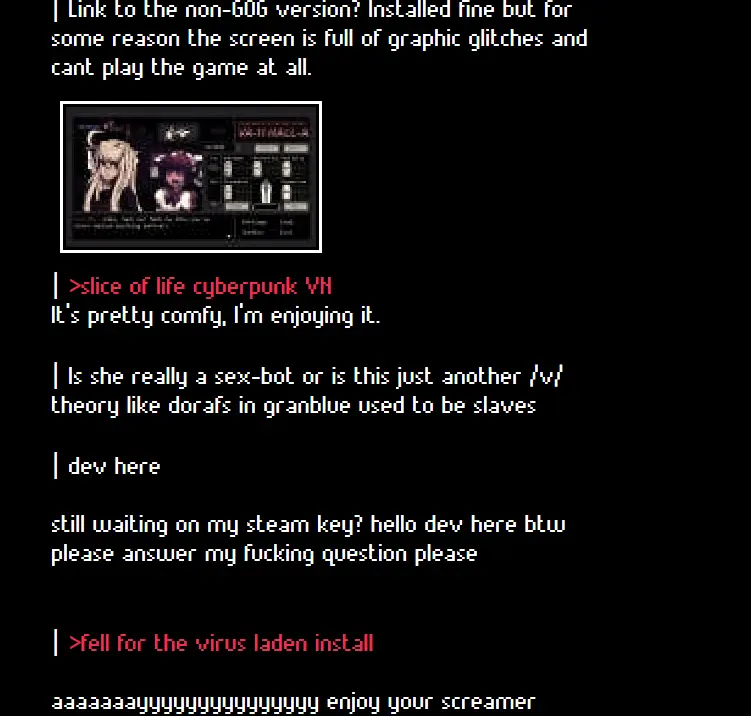 | Link to the non-GOG version? Installed fine but for
some reason the screen is full of graphic glitches and
cant play the game at all.
VA-11 HALL-A
| >slice of life cyberpunk VN
It's pretty comfy, I'm enjoying it.
| Is she really a sex-bot or is this just another /v/
theory like dorafs in granblue used to be slaves
| dev here
still waiting on my steam key? hello dev here btw
please answer my fucking question please
| >fell for the virus laden install
aaaaaaayyyyyyyyyyyyyyy enjoy your screamer